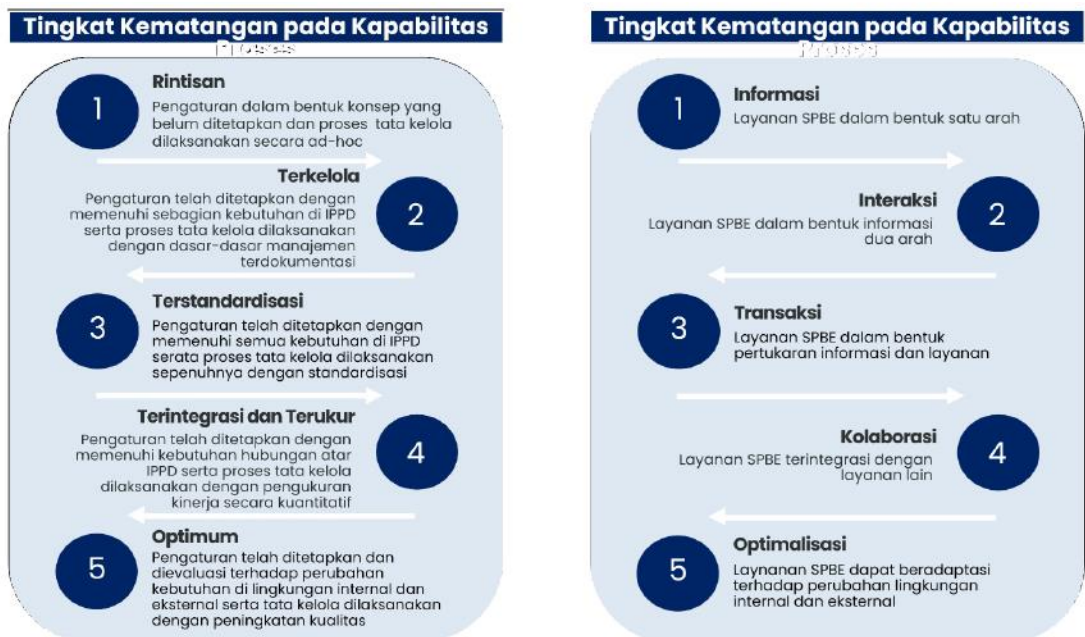 Tingkat Kematangan pada Kapabilitas
Proses
1
Rintisan
Pengaturan dalam bentuk konsep yang
belum ditetapkan dan proses tata kelola
dilaksanakan secara ad-hoc
Terkelola
Pengaturan telah ditetapkan dengan
memenuhi sebagian kebutuhan di IPPD
serta proses tata kelola dilaksanakan
dengan dasar-dasar manajemen
terdokumentasi
2
3
Terstandardisasi
Pengaturan telah ditetapkan dengan
memenuhi semua kebutuhan di IPPD
serata proses tata kelola dilaksanakan
sepenuhnya dengan standardisasi
Terintegrasi dan Terukur
Pengaturan telah ditetapkan dengan
memenuhi kebutuhan hubungan atar
IPPD serta proses tata kelola
dilaksanakan dengan pengukuran
kinerja secara kuantitatif
4
5
Optimum
Pengaturan telah ditetapkan dan
dievaluasi terhadap perubahan
kebutuhan di lingkungan internal dan
eksternal serta tata kelola dilaksanakan
dengan peningkatan kualitas
Tingkat Kematangan pada Kapabilitas
Proses
1
Informasi
Layanan SPBE dalam bentuk satu arah
Interaksi
Layanan SPBE dalam bentuk informasi
dua arah
2
3
Transaksi
Layanan SPBE dalam bentuk
pertukaran informasi dan layanan
Kolaborasi
Layanan SPBE terintegrasi dengan
layanan lain
4
5
Optimalisasi
Laynanan SPBE dapat beradaptasi
terhadap perubahan lingkungan
internal dan eksternal